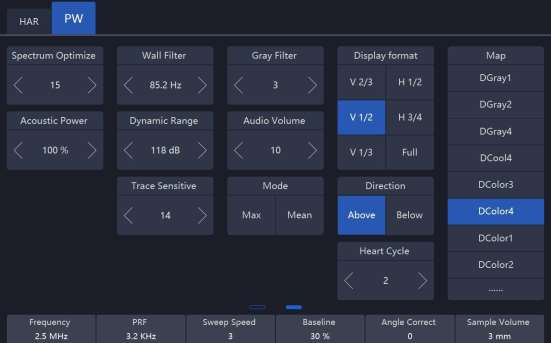 HAR
PW
Spectrum Optimize
15
Wall Filter
85.2 Hz
Gray Filter
3
Display format
V 2/3
H 1/2
V 1/2
H 3/4
V 1/3
Full
Map
DGray1
DGray2
DGray4
DCool4
DColor3
DColor4
DColor1
DColor2
......
Acoustic Power
100 %
Dynamic Range
118 dB
Audio Volume
10
Trace Sensitive
14
Mode
Max
Mean
Direction
Above
Below
Heart Cycle
2
Frequency
2.5 MHz
PRF
3.2 KHz
Sweep Speed
3
Baseline
30 %
Angle Correct
0
Sample Volume
3 mm